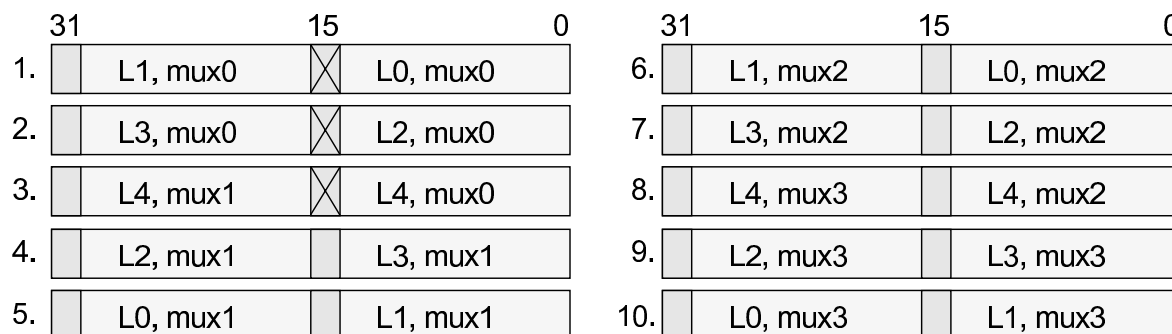 31 15 0
1. L1, mux0 L0, mux0
2. L3, mux0 L2, mux0
3. L4, mux1 L4, mux0
4. L2, mux1 L3, mux1
5. L0, mux1 L1, mux1
31 15 0
6. L1, mux2 L0, mux2
7. L3, mux2 L2, mux2
8. L4, mux3 L4, mux2
9. L2, mux3 L3, mux3
10. L0, mux3 L1, mux3